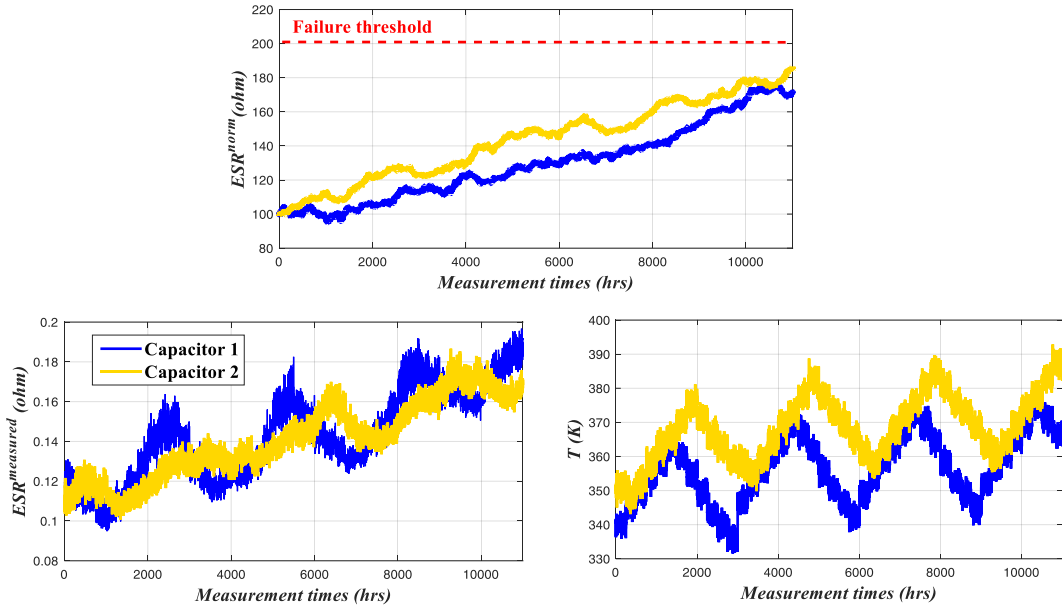 220
200
180
160
140
120
100
80
Failure threshold
ESR^norm (ohm)
0 2000 4000 6000 8000 10000
Measurement times (hrs)
0.2
0.18
0.16
0.14
0.12
0.1
0.08
Capacitor 1
Capacitor 2
ESR^measured (ohm)
0 2000 4000 6000 8000 10000
Measurement times (hrs)
400
390
380
370
360
350
340
330
T (K)
0 2000 4000 6000 8000 10000
Measurement times (hrs)